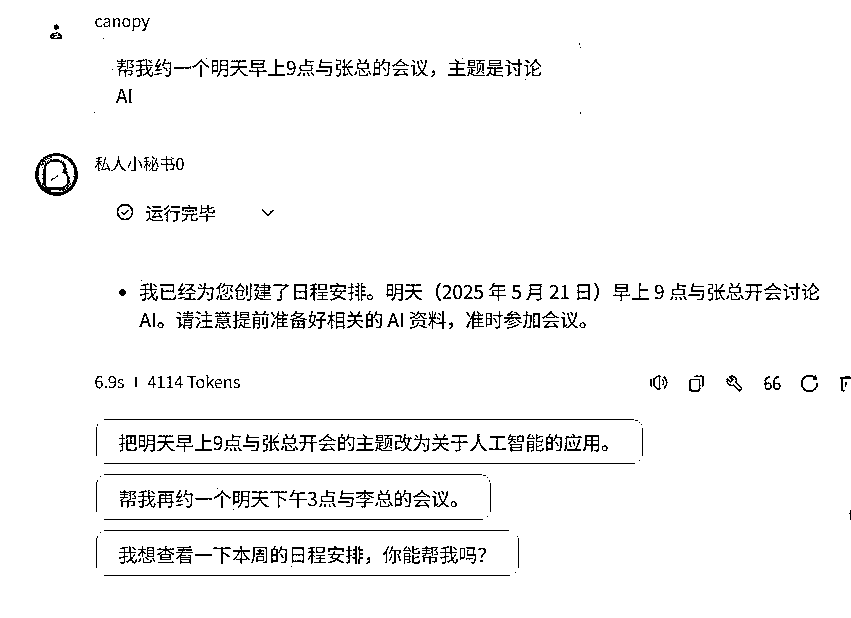 canopy
帮我约一个明天早上9点与张总的会议，主题是讨论
AI
私人小秘书0
运行完毕
我已经为您创建了日程安排。明天（2025 年 5 月 21 日）早上 9 点与张总开会讨论
AI。请注意提前准备好相关的 AI 资料，准时参加会议。
6.9s | 4114 Tokens
把明天早上9点与张总开会的主题改为关于人工智能的应用。
帮我再约一个明天下午3点与李总的会议。
我想查看一下本周的日程安排，你能帮我吗？